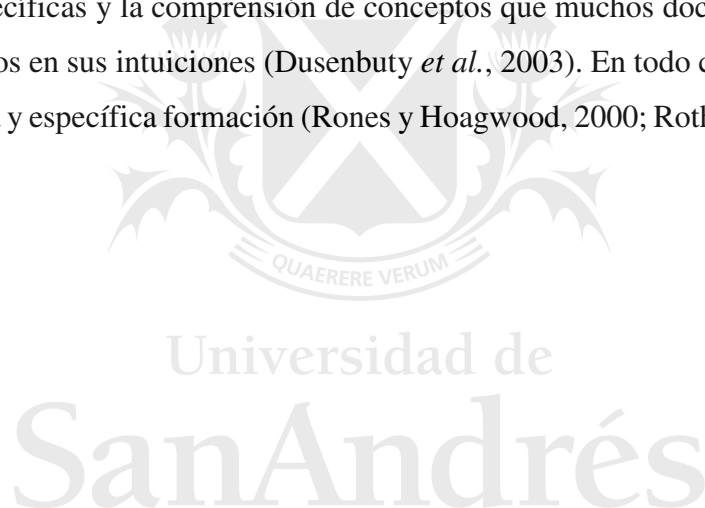 ecíficas y la comprensión de conceptos que muchos doc
os en sus intuiciones (Dusenbuty et al., 2003). En todo c
y específica formación (Rones y Hoagwood, 2000; Roth
QUAERERE VERUM
Universidad de
SanAndrés